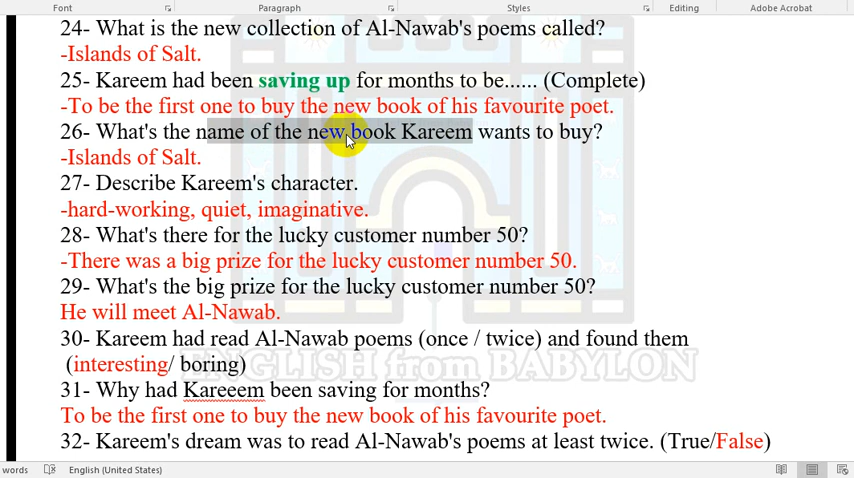 Font Paragraph Styles Editing Adobe Acrobat
24- What is the new collection of Al-Nawab's poems called?
-Islands of Salt.
25- Kareem had been saving up for months to be...... (Complete)
-To be the first one to buy the new book of his favourite poet.
26- What's the name of the new book Kareem wants to buy?
-Islands of Salt.
27- Describe Kareem's character.
-hard-working, quiet, imaginative.
28- What's there for the lucky customer number 50?
-There was a big prize for the lucky customer number 50.
29- What's the big prize for the lucky customer number 50?
He will meet Al-Nawab.
30- Kareem had read Al-Nawab poems (once / twice) and found them
(interesting/ boring)
ENGLISH from BABYLON
31- Why had Kareeem been saving for months?
To be the first one to buy the new book of his favourite poet.
32- Kareem's dream was to read Al-Nawab's poems at least twice. (True/False)
words English (United States)